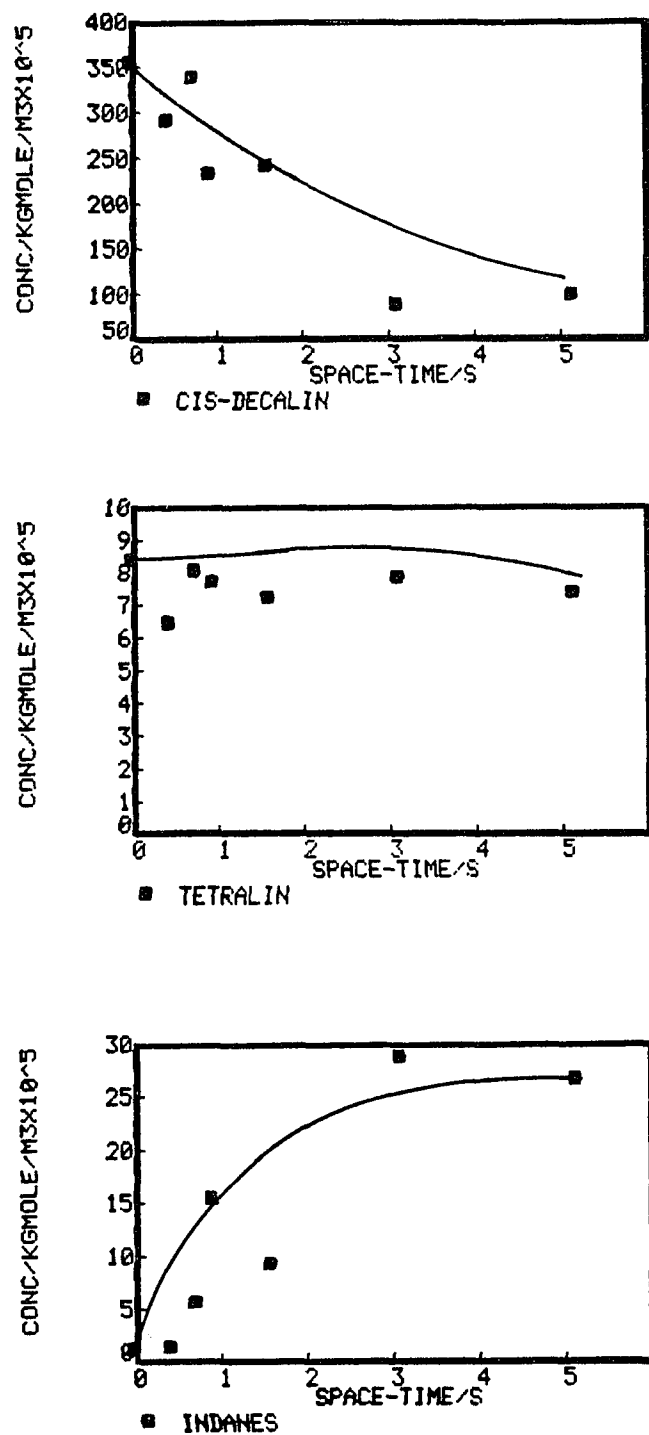 CONC/KGMOLE/M3X10^5
400
350
300
250
200
150
100
50
0 1 2 3 4 5
SPACE-TIME/S
CIS-DECALIN
CONC/KGMOLE/M3X10^5
10
9
8
7
6
5
4
3
2
1
0
0 1 2 3 4 5
SPACE-TIME/S
TETRALIN
CONC/KGMOLE/M3X10^5
30
25
20
15
10
5
0
0 1 2 3 4 5
SPACE-TIME/S
INDANES